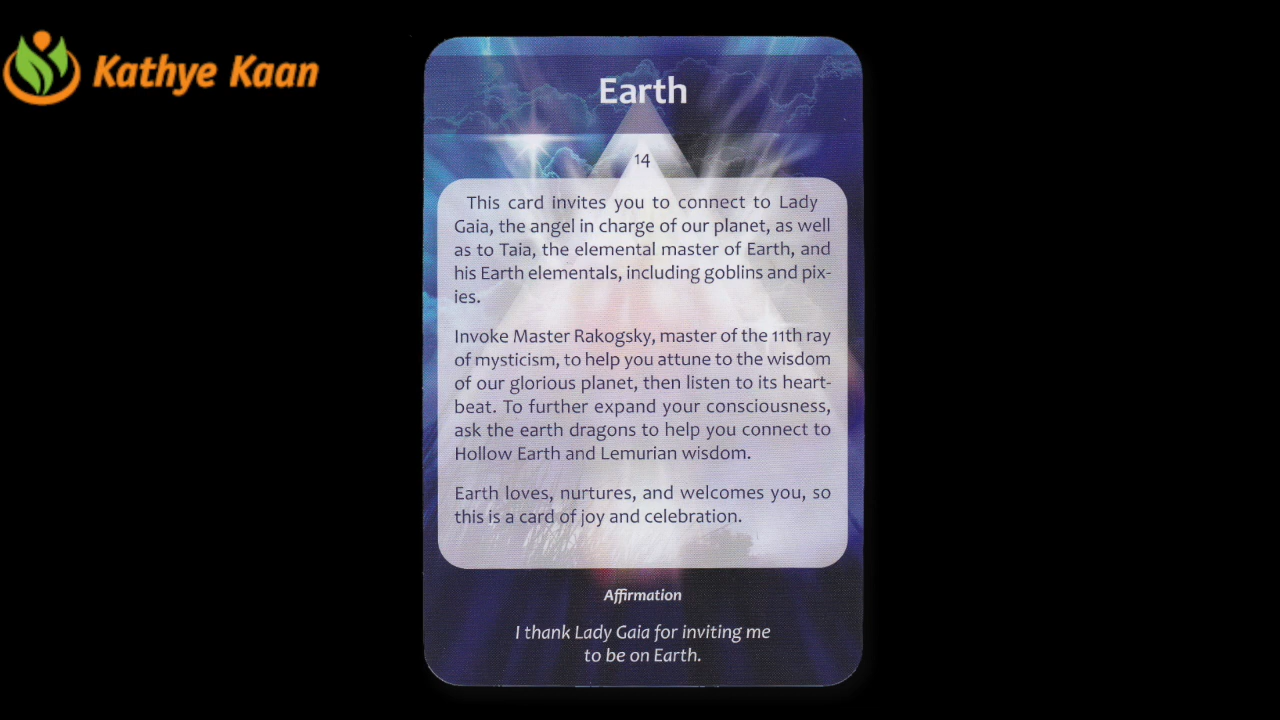 Kathye Kaan
Earth
14
This card invites you to connect to Lady
Gaia, the angel in charge of our planet, as well
as to Taia, the elemental master of Earth, and
his Earth elementals, including goblins and pix-
ies.
Invoke Master Rakogsky, master of the 11th ray
of mysticism, to help you attune to the wisdom
of our glorious planet, then listen to its heart-
beat. To further expand your consciousness,
ask the earth dragons to help you connect to
Hollow Earth and Lemurian wisdom.
Earth loves, nurtures, and welcomes you, so
this is a card of joy and celebration.
Affirmation
I thank Lady Gaia for inviting me
to be on Earth.